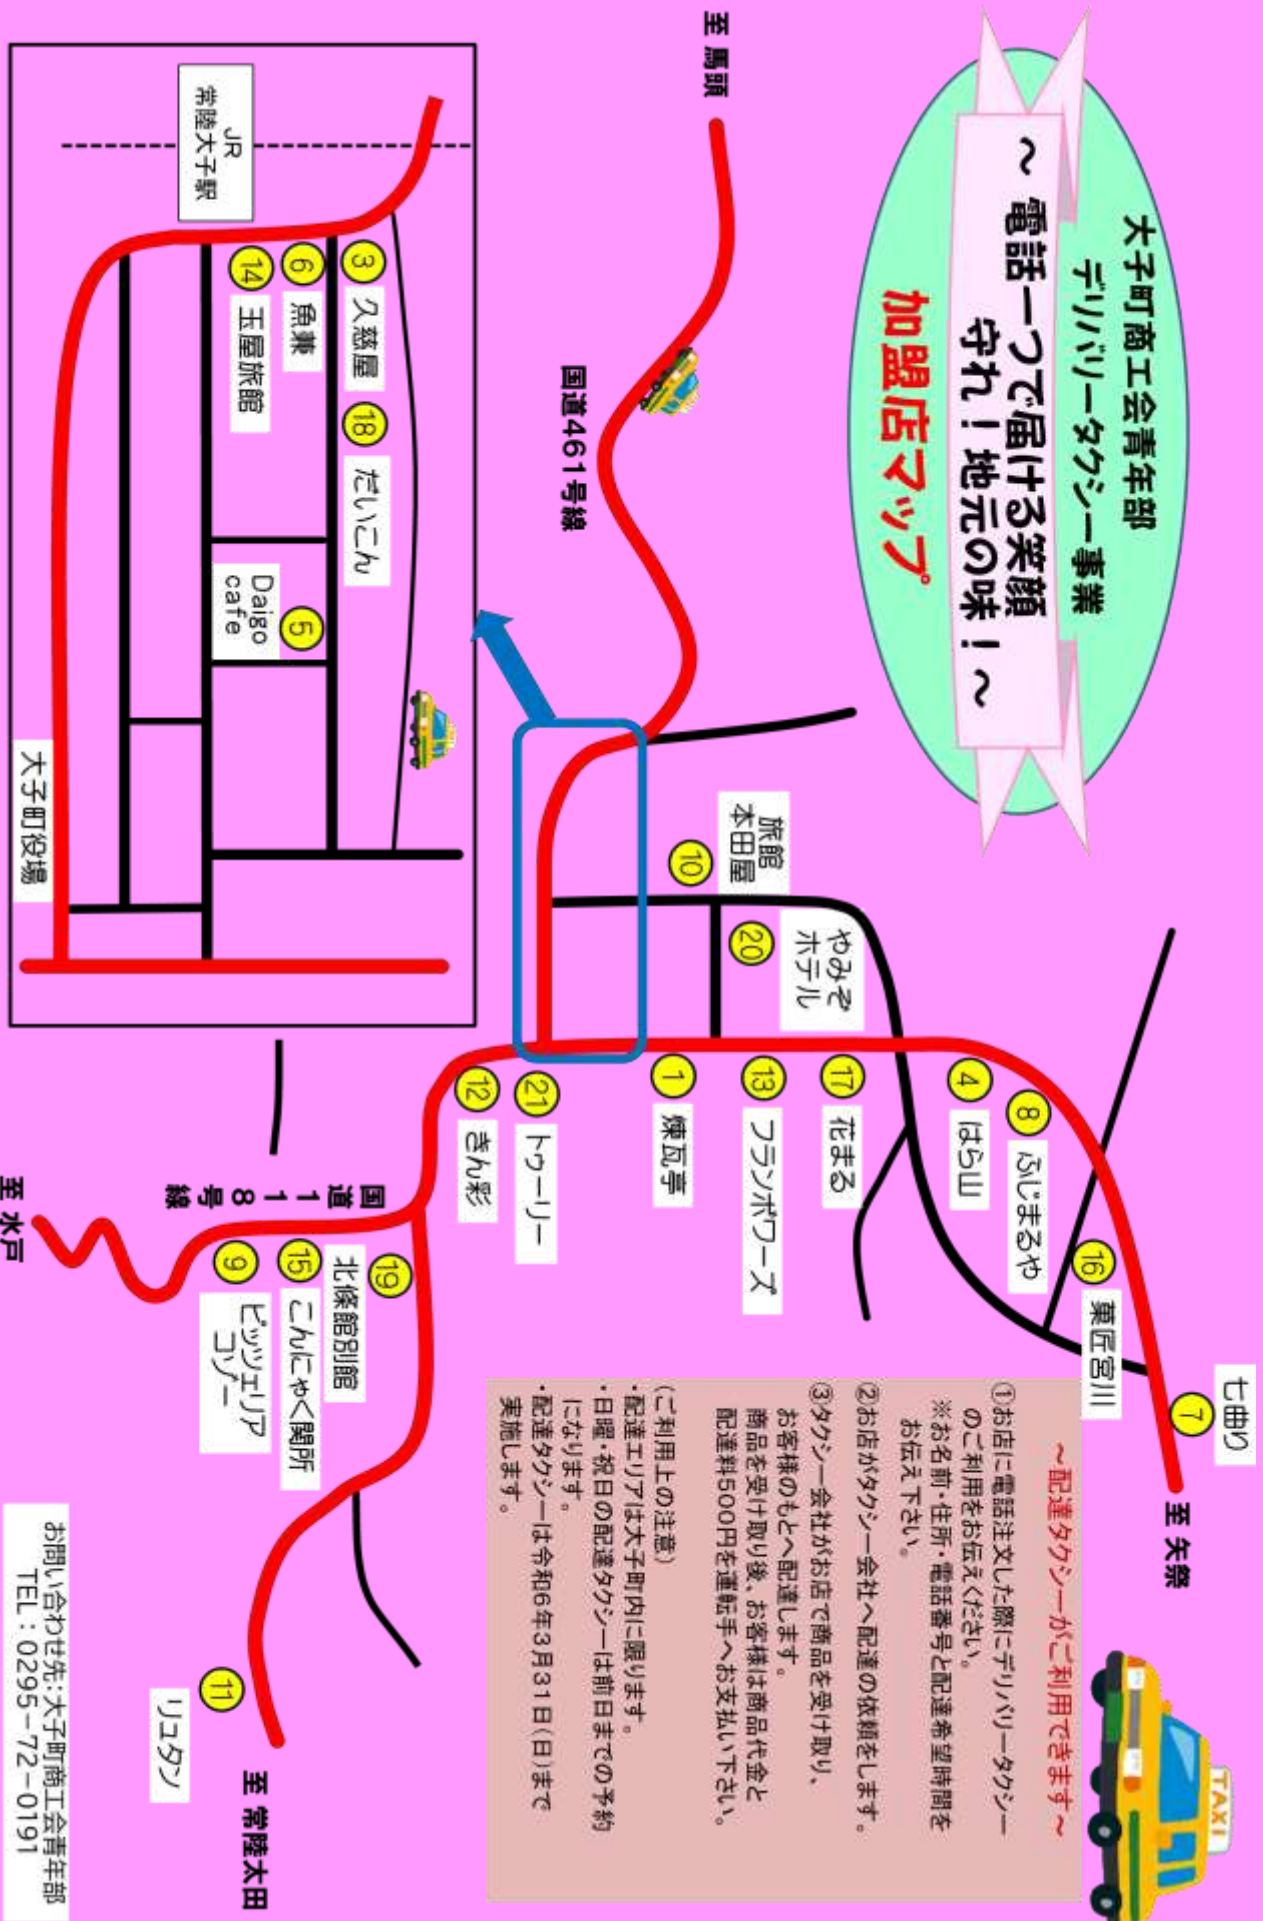 大子町商工会青年部
デリバリータクシー事業
～ 電話一つで届ける笑顔
守れ！地元の味！～
加盟店マップ
至 馬頭
国道461号線
JR
常陸大子駅
③ 久慈屋
⑱ だいこん
⑥ 魚兼
⑭ 玉屋旅館
⑤
Daigo
cafe
大子町役場
旅館
本田屋
⑩
やみぞ
ホテル
⑳
七曲り
⑦
至 矢祭
⑯ 菓匠宮川
⑧ ふじまるや
④ はら山
⑰ 花まる
⑬ フランボワーズ
① 煉瓦亭
㉑ トゥーリー
⑫ きん彩
国道118号線
⑲
北條館別館
⑮ こんにゃく関所
⑨ ピッツェリア
コゾー
至 水戸
⑪
リュタン
至 常陸太田
TAXI
～配達タクシーがご利用できます～
①お店に電話注文した際にデリバリータクシー
のご利用をお伝えください。
※お名前・住所・電話番号と配達希望時間を
お伝え下さい。
②お店がタクシー会社へ配達の依頼をします。
③タクシー会社がお店で商品を受け取り、
お客様のもとへ配達します。
商品を受け取り後、お客様は商品代金と
配達料500円を運転手へお支払い下さい。
(ご利用上の注意)
・配達エリアは大子町内に限ります。
・日曜・祝日の配達タクシーは前日までの予約
になります。
・配達タクシーは令和6年3月31日(日)まで
実施します。
お問い合わせ先：大子町商工会青年部
TEL：0295－72－0191